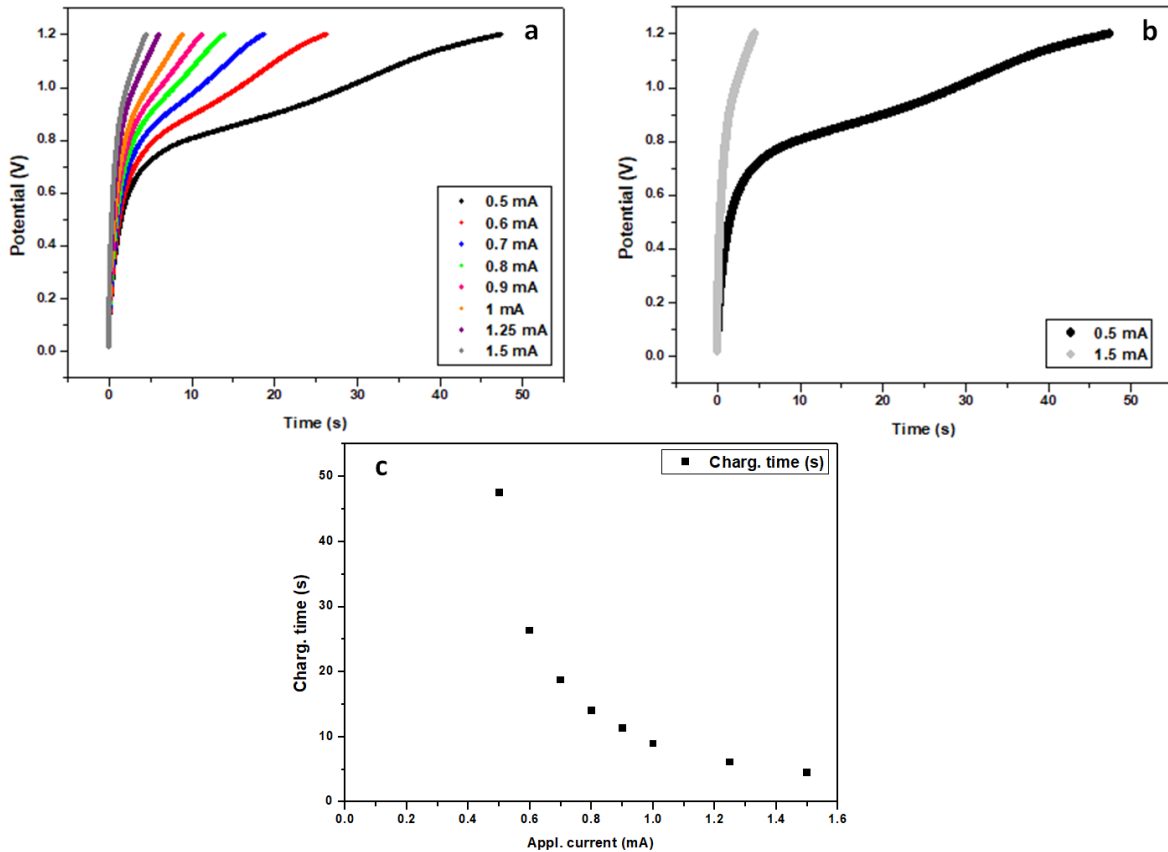 a
1.2
1.0
0.8
0.6
0.4
0.2
0.0
Potential (V)
0.5 mA
0.6 mA
0.7 mA
0.8 mA
0.9 mA
1 mA
1.25 mA
1.5 mA
0 10 20 30 40 50
Time (s)
b
1.2
1.0
0.8
0.6
0.4
0.2
0.0
Potential (V)
0.5 mA
1.5 mA
0 10 20 30 40 50
Time (s)
c
Charg. time (s)
50
40
30
20
10
0
Charg. time (s)
0.0 0.2 0.4 0.6 0.8 1.0 1.2 1.4 1.6
Appl. current (mA)